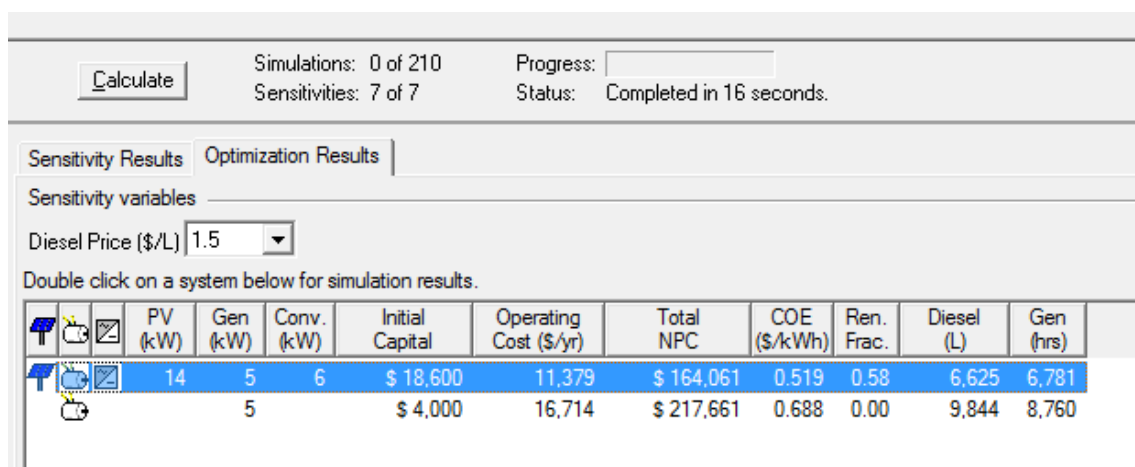 Calculate
Simulations: 0 of 210 Progress:
Sensitivities: 7 of 7 Status: Completed in 16 seconds.
Sensitivity Results Optimization Results
Sensitivity variables
Diesel Price ($/L) 1.5
Double click on a system below for simulation results.
PV (kW) Gen (kW) Conv. (kW) Initial Capital Operating Cost ($/yr) Total NPC COE ($/kWh) Ren. Frac. Diesel (L) Gen (hrs)
14 5 6 $ 18,600 11,379 $ 164,061 0.519 0.58 6,625 6,781
5 $ 4,000 16,714 $ 217,661 0.688 0.00 9,844 8,760